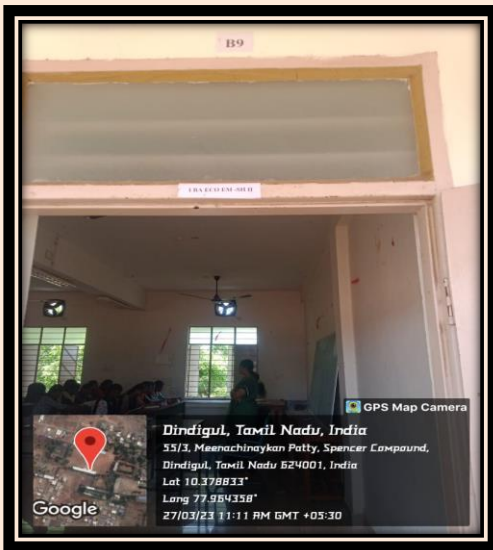 B9
I BA ECO EM -SH II
GPS Map Camera
Dindigul, Tamil Nadu, India
55/3, Meenachinaykan Patty, Spencer Compound,
Dindigul, Tamil Nadu 624001, India
Lat 10.378833°
Long 77.964358°
27/03/23 11:11 AM GMT +05:30
Google